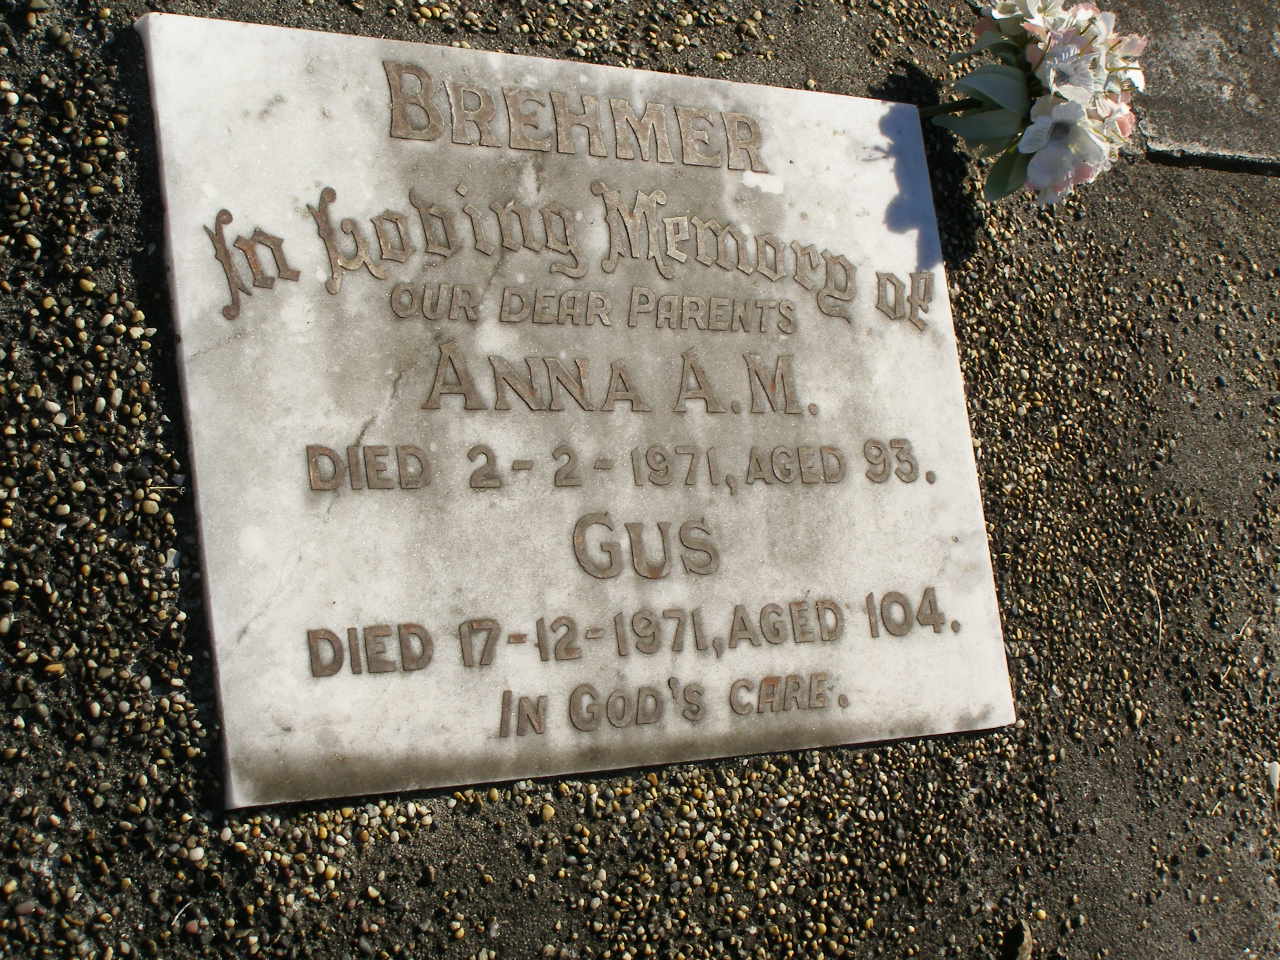 BREHMER
In Loving Memory of
OUR DEAR PARENTS
ANNA A. M.
DIED 2-2-1971, AGED 93.
GUS
DIED 17-12-1971, AGED 104.
IN GOD'S CARE.